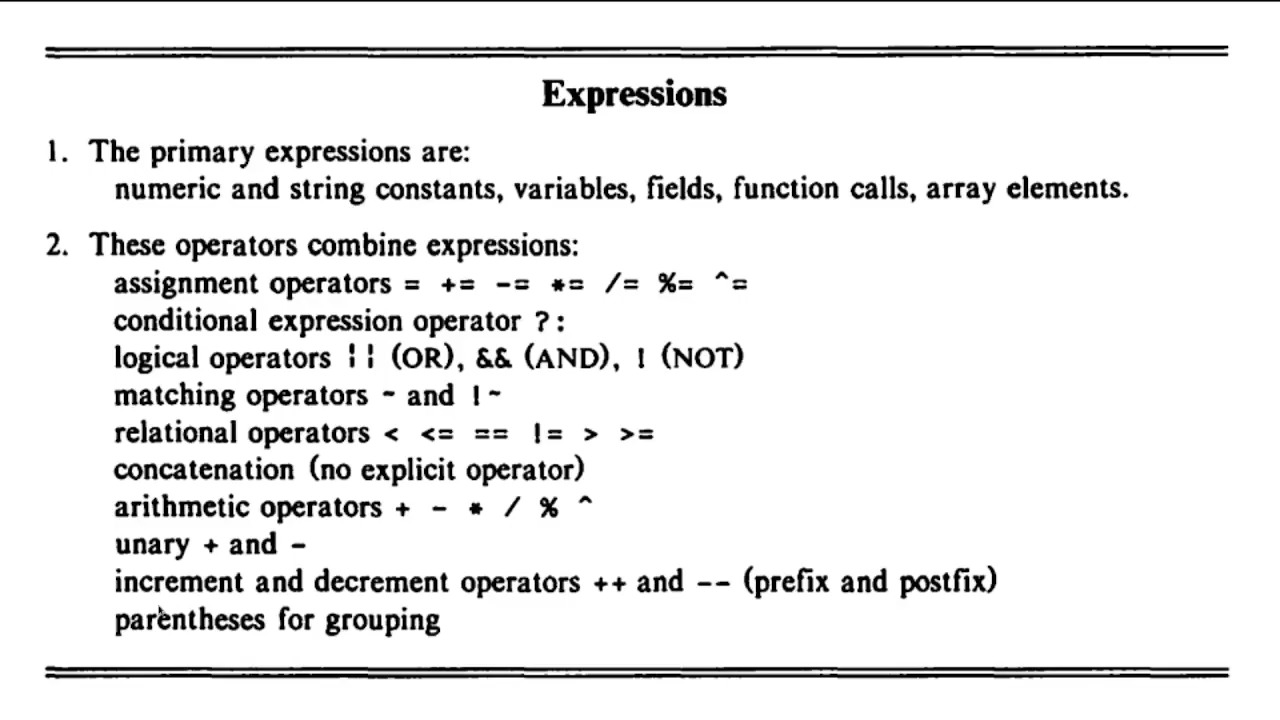 Expressions
1. The primary expressions are:
numeric and string constants, variables, fields, function calls, array elements.
2. These operators combine expressions:
assignment operators = += -= *= /= %= ^=
conditional expression operator ?:
logical operators || (OR), && (AND), ! (NOT)
matching operators ~ and !~
relational operators < <= == != > >=
concatenation (no explicit operator)
arithmetic operators + - * / % ^
unary + and -
increment and decrement operators ++ and -- (prefix and postfix)
parentheses for grouping